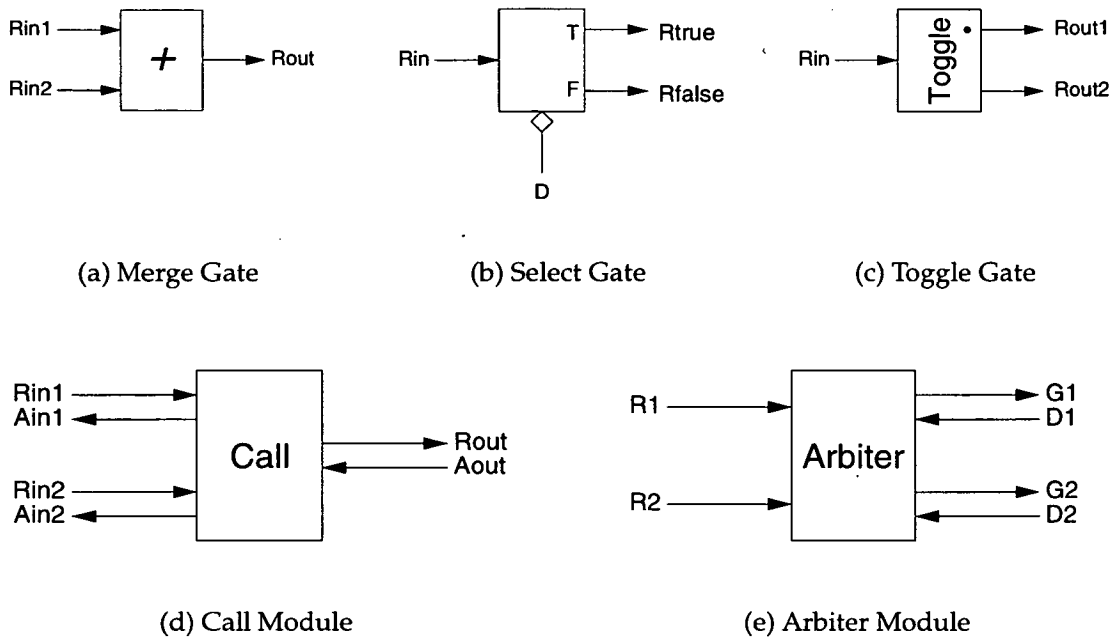 Rin1
Rin2
+
Rout
(a) Merge Gate
Rin
T
F
Rtrue
Rfalse
D
(b) Select Gate
Rin
Toggle
Rout1
Rout2
(c) Toggle Gate
Rin1
Ain1
Rin2
Ain2
Call
Rout
Aout
(d) Call Module
R1
R2
Arbiter
G1
D1
G2
D2
(e) Arbiter Module